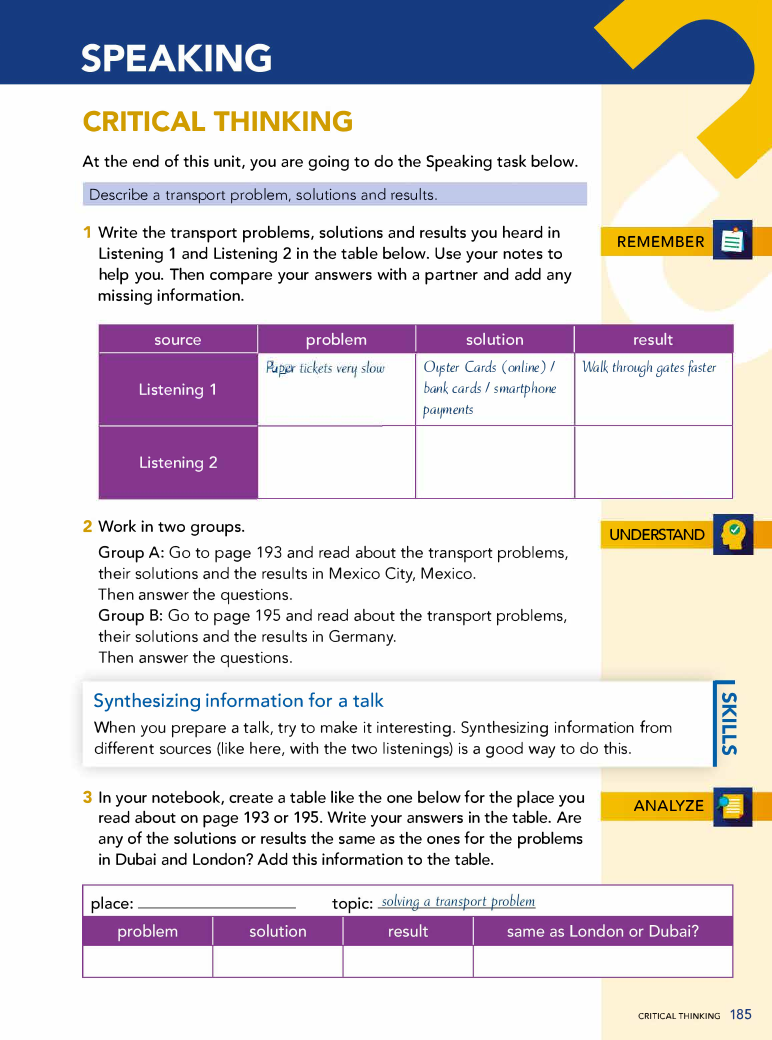 SPEAKING
CRITICAL THINKING
At the end of this unit, you are going to do the Speaking task below.
Describe a transport problem, solutions and results.
1 Write the transport problems, solutions and results you heard in
Listening 1 and Listening 2 in the table below. Use your notes to
help you. Then compare your answers with a partner and add any
missing information.
REMEMBER
source problem solution result
Listening 1
Paper tickets very slow
Oyster Cards (online) /
bank cards / smartphone
payments
Walk through gates faster
Listening 2
2 Work in two groups.
Group A: Go to page 193 and read about the transport problems,
their solutions and the results in Mexico City, Mexico.
Then answer the questions.
Group B: Go to page 195 and read about the transport problems,
their solutions and the results in Germany.
Then answer the questions.
UNDERSTAND
Synthesizing information for a talk
When you prepare a talk, try to make it interesting. Synthesizing information from
different sources (like here, with the two listenings) is a good way to do this.
SKILLS
3 In your notebook, create a table like the one below for the place you
read about on page 193 or 195. Write your answers in the table. Are
any of the solutions or results the same as the ones for the problems
in Dubai and London? Add this information to the table.
ANALYZE
place: topic: solving a transport problem
problem solution result same as London or Dubai?
CRITICAL THINKING 185